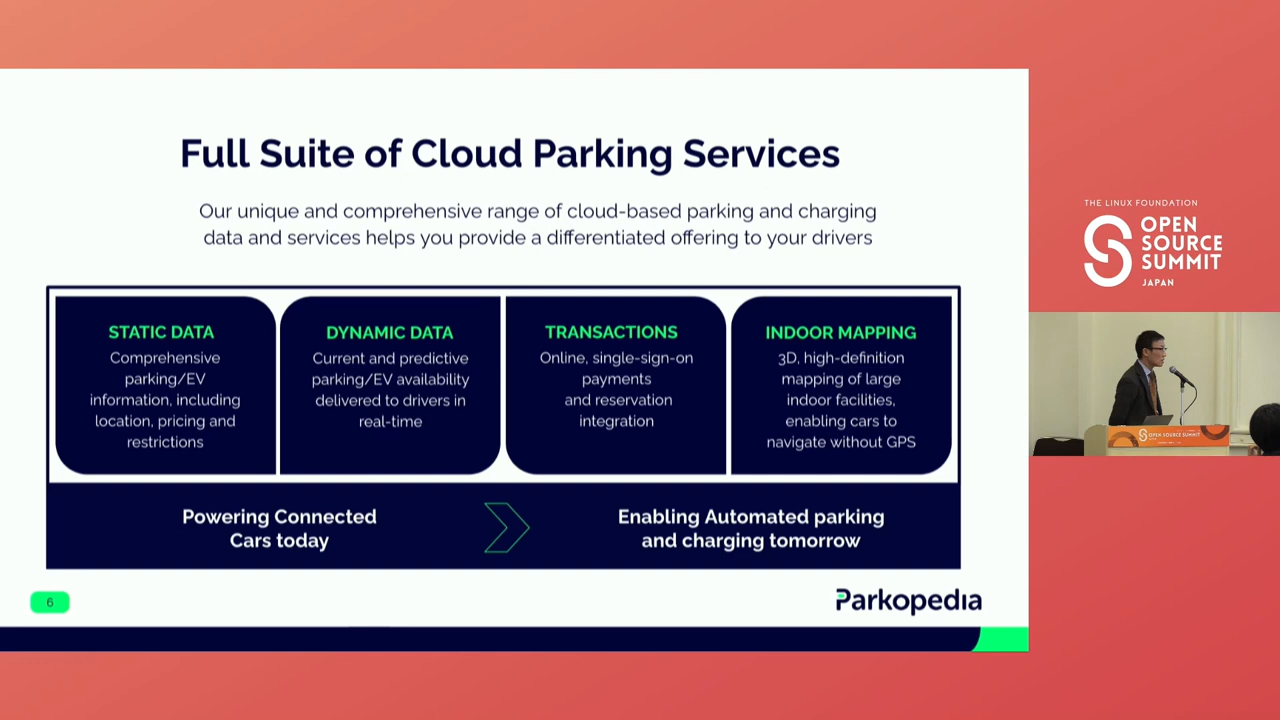 Full Suite of Cloud Parking Services
Our unique and comprehensive range of cloud-based parking and charging
data and services helps you provide a differentiated offering to your drivers
STATIC DATA
Comprehensive
parking/EV
information, including
location, pricing and
restrictions
DYNAMIC DATA
Current and predictive
parking/EV availability
delivered to drivers in
real-time
TRANSACTIONS
Online, single-sign-on
payments
and reservation
integration
INDOOR MAPPING
3D, high-definition
mapping of large
indoor facilities,
enabling cars to
navigate without GPS
Powering Connected
Cars today
Enabling Automated parking
and charging tomorrow
6
Parkopedia
THE LINUX FOUNDATION
OPEN
SOURCE
SUMMIT
JAPAN
OPEN SOURCE SUMMIT